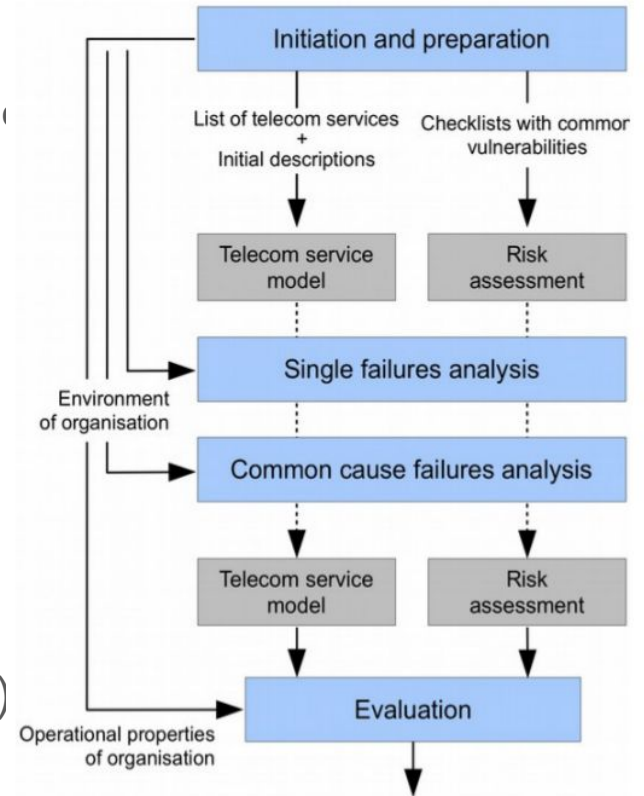 Initiation and preparation
List of telecom services
+
Initial descriptions
Checklists with common
vulnerabilities
Telecom service
model
Risk
assessment
Single failures analysis
Environment
of organisation
Common cause failures analysis
Telecom service
model
Risk
assessment
Evaluation
)
Operational properties
of organisation